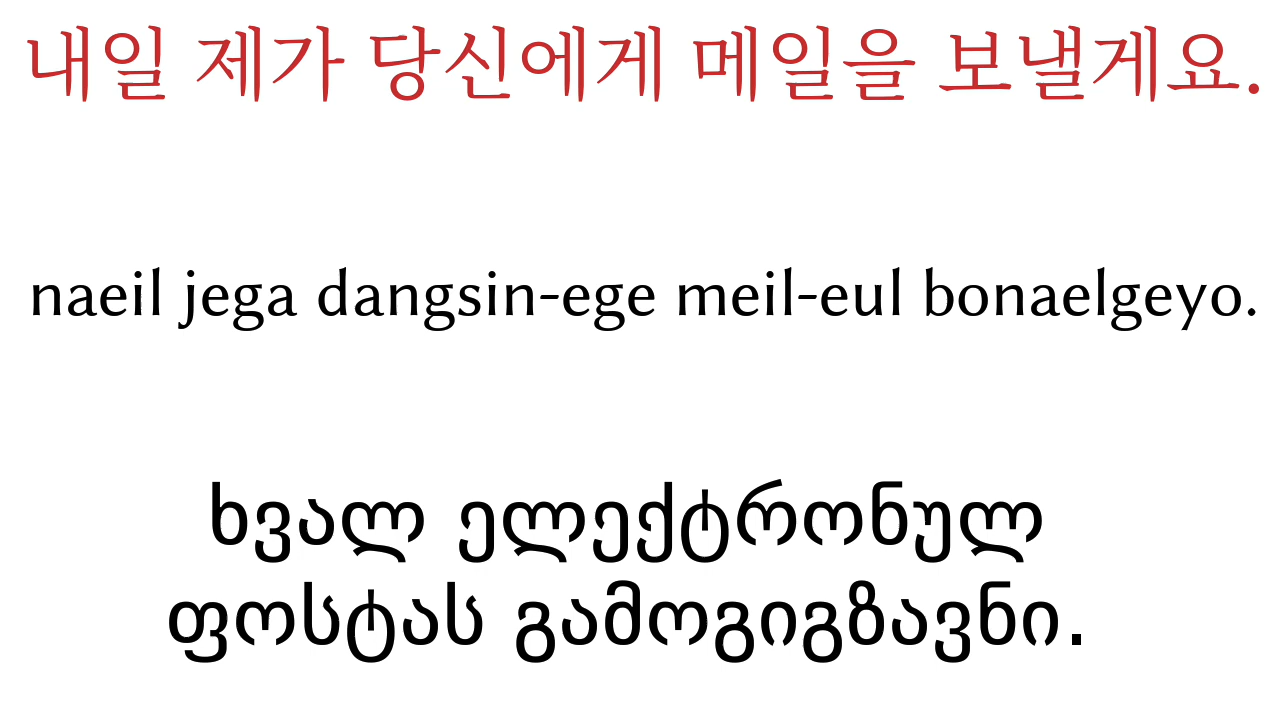 내일 제가 당신에게 메일을 보낼게요.
naeil jega dangsin-ege meil-eul bonaelgeyo.
ხვალ ელექტრონულ
ფოსტას გამოგიგზავნი.